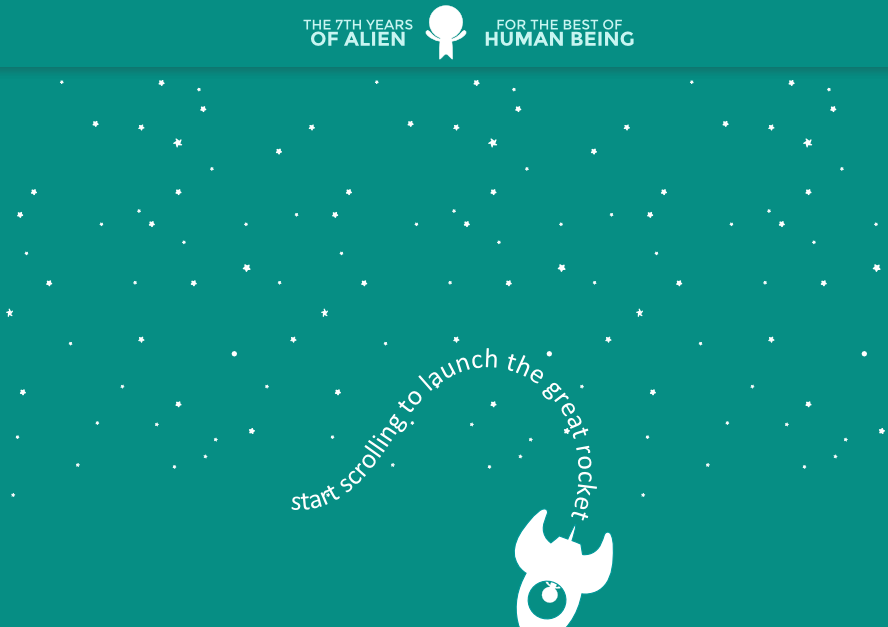 THE 7TH YEARS
OF ALIEN
FOR THE BEST OF
HUMAN BEING
start scrolling to launch the great rocket